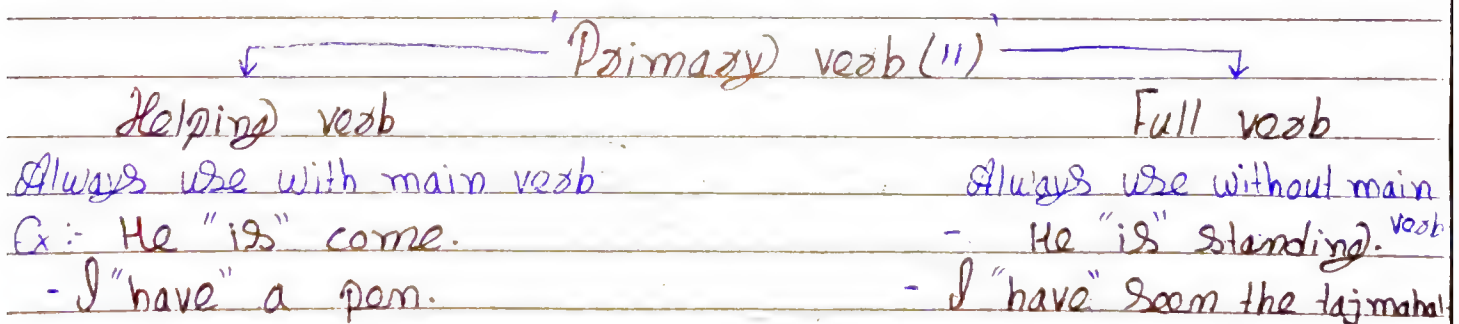 Primary verb (11)
Helping verb Full verb
Always use with main verb Always use without main verb
Ex :- He "is" come. - He "is" standing.
- I "have" a pen. - I "have" seen the tajmahal